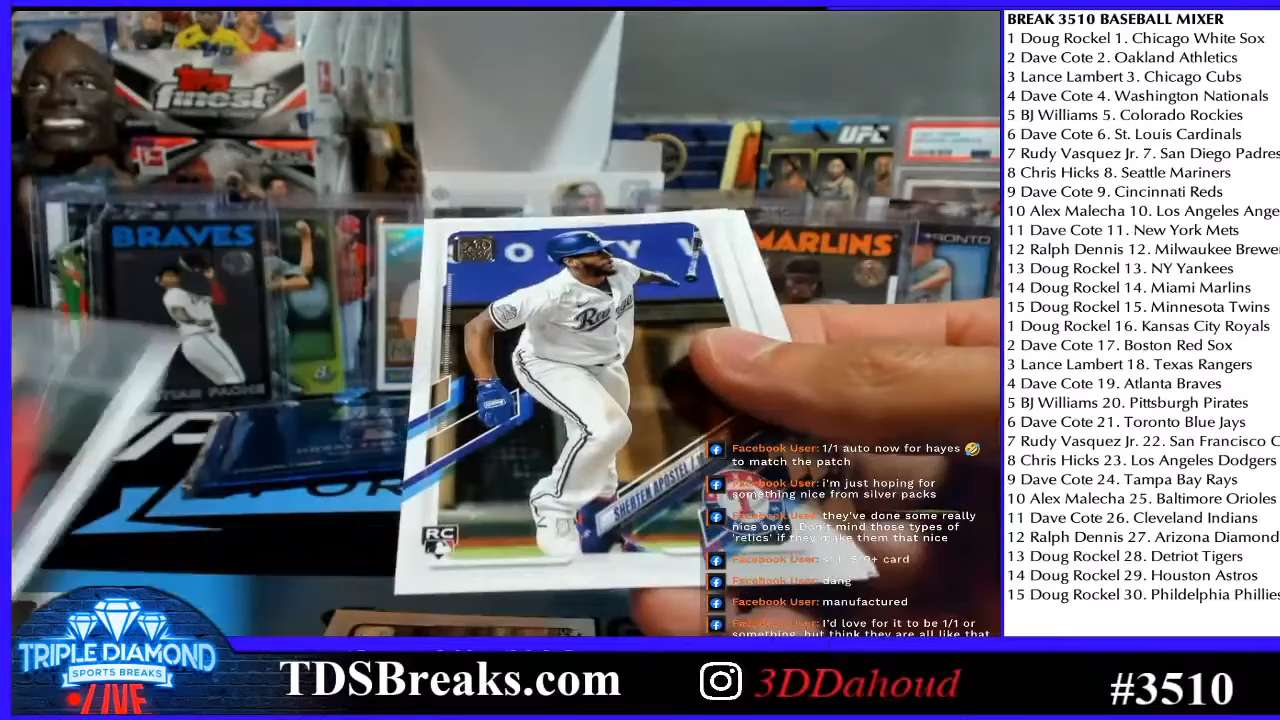 BREAK 3510 BASEBALL MIXER
1 Doug Rockel 1. Chicago White Sox
2 Dave Cote 2. Oakland Athletics
3 Lance Lambert 3. Chicago Cubs
4 Dave Cote 4. Washington Nationals
5 BJ Williams 5. Colorado Rockies
6 Dave Cote 6. St. Louis Cardinals
7 Rudy Vasquez Jr. 7. San Diego Padres
8 Chris Hicks 8. Seattle Mariners
9 Dave Cote 9. Cincinnati Reds
10 Alex Malecha 10. Los Angeles Ange
11 Dave Cote 11. New York Mets
12 Ralph Dennis 12. Milwaukee Brewe
13 Doug Rockel 13. NY Yankees
14 Doug Rockel 14. Miami Marlins
15 Doug Rockel 15. Minnesota Twins
1 Doug Rockel 16. Kansas City Royals
2 Dave Cote 17. Boston Red Sox
3 Lance Lambert 18. Texas Rangers
4 Dave Cote 19. Atlanta Braves
5 BJ Williams 20. Pittsburgh Pirates
6 Dave Cote 21. Toronto Blue Jays
7 Rudy Vasquez Jr. 22. San Francisco G
8 Chris Hicks 23. Los Angeles Dodgers
9 Dave Cote 24. Tampa Bay Rays
10 Alex Malecha 25. Baltimore Orioles
11 Dave Cote 26. Cleveland Indians
12 Ralph Dennis 27. Arizona Diamond
13 Doug Rockel 28. Detroit Tigers
14 Doug Rockel 29. Houston Astros
15 Doug Rockel 30. Phildelphia Phillies
Topps
finest
UFC
BRAVES
MARLINS
RONTO
SHERTEN APOSTEL
RC
Facebook User: 1/1 auto now for hayes 🤣
to match the patch
Facebook User: i'm just hoping for
something nice from silver packs
Facebook User: they've done some really
nice ones. Don't mind those types of
'relics' if they make them that nice
Facebook User: card
Facebook User: dang
Facebook User: manufactured
Facebook User: I'd love for it to be 1/1 or
something, but think they are all like that
TRIPLE DIAMOND
SPORTS BREAKS
LIVE
TDSBreaks.com
3DDahoud
#3510